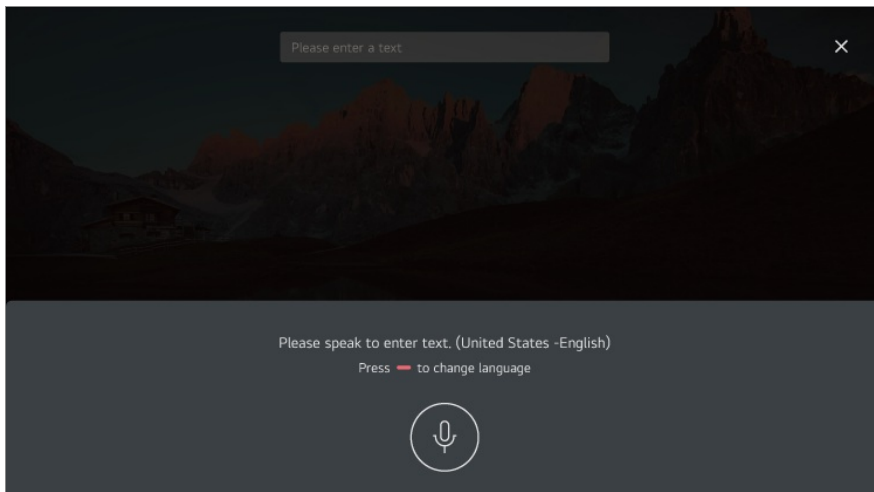 Please enter a text
Please speak to enter text. (United States -English)
Press to change language